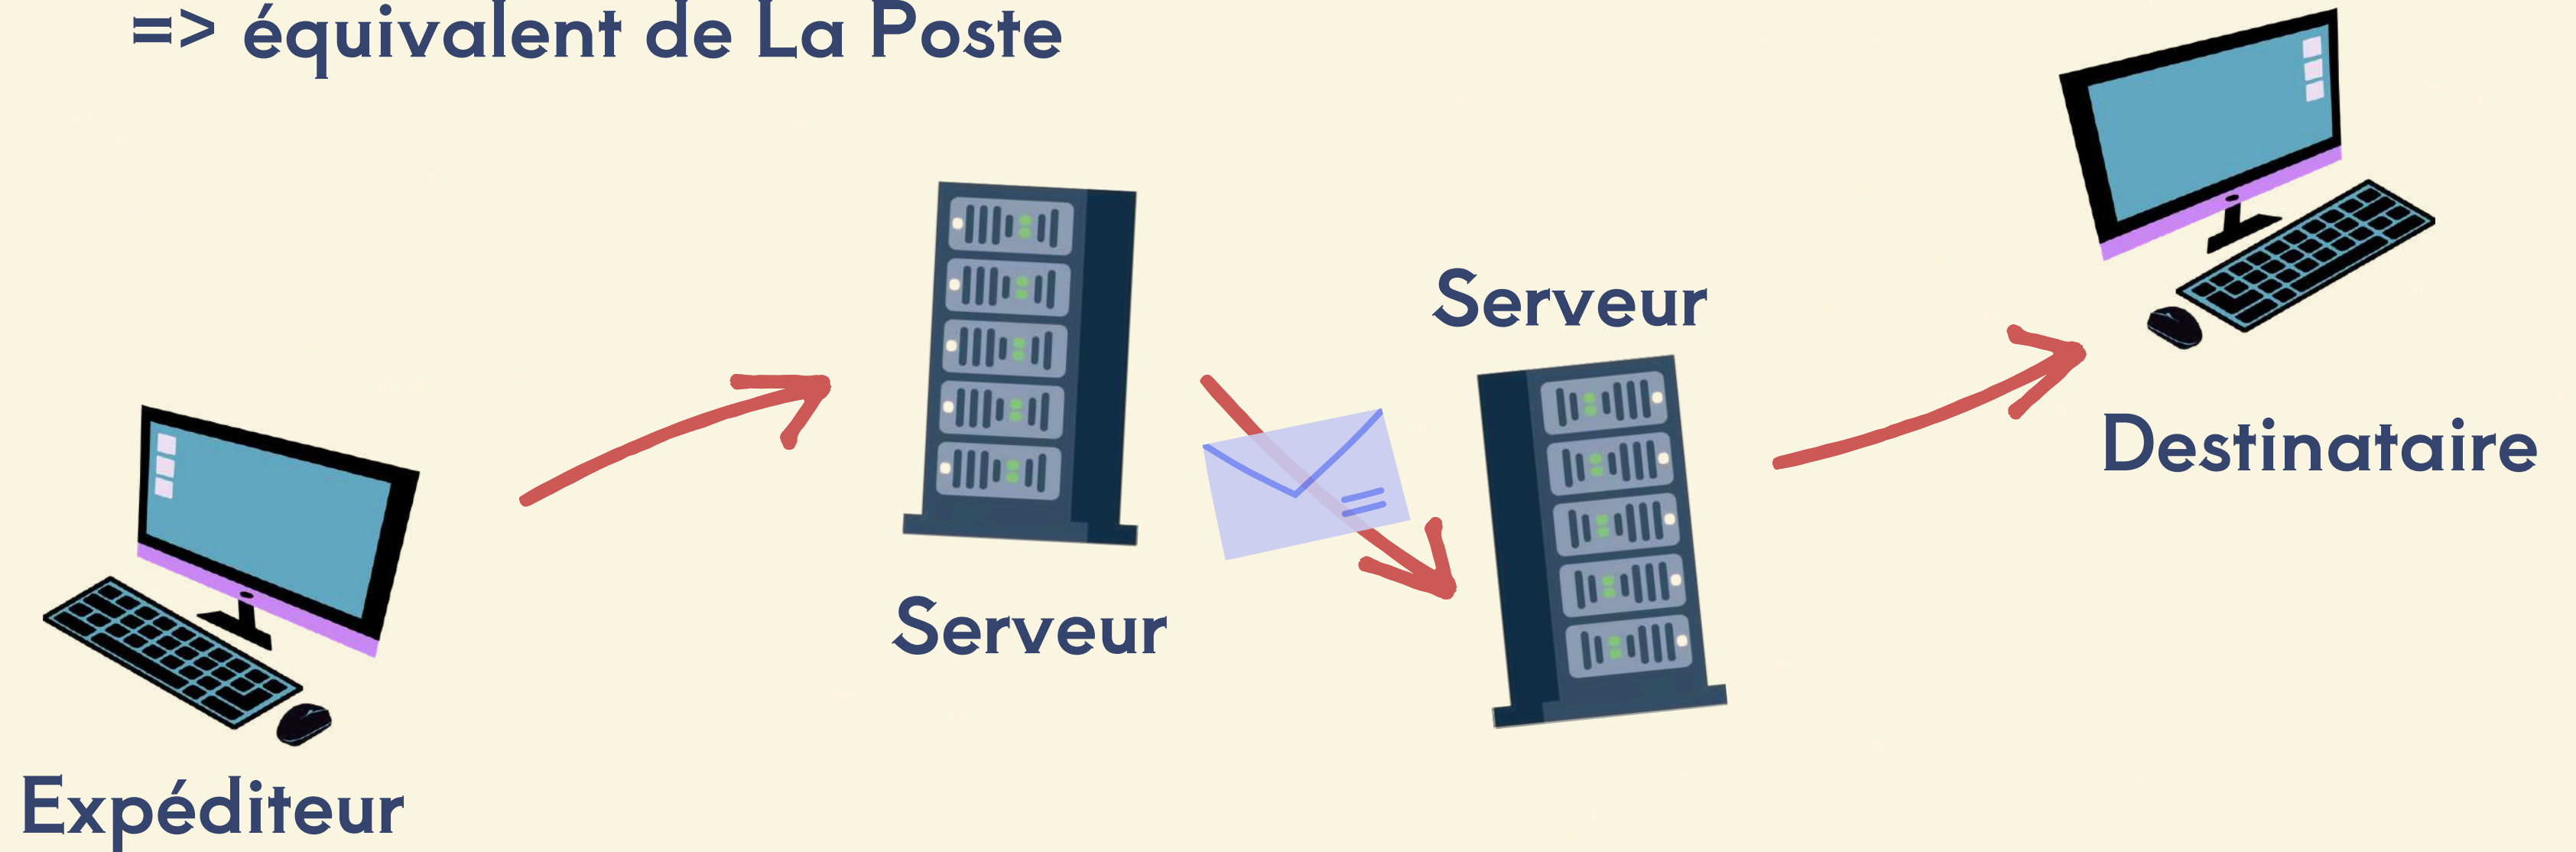 => équivalent de La Poste
Serveur
Destinataire
Serveur
Expéditeur